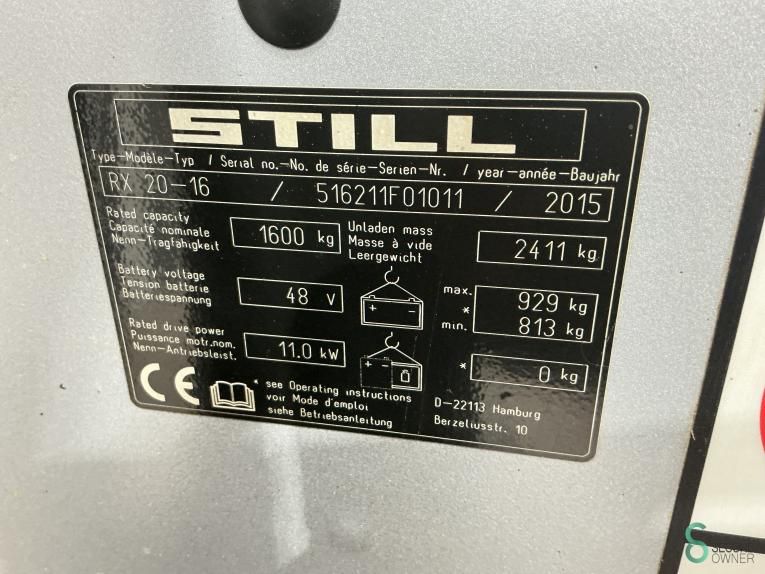 STILL
Type-Modèle-Typ / Serial no.-No. de série-Serien-Nr. / year-année-Baujahr
RX 20-16 / 516211F01011 / 2015
Rated capacity
Capacité nominale
Nenn-Tragfähigkeit
1600 kg
Unladen mass
Masse à vide
Leergewicht
2411 kg
Battery voltage
Tension batterie
Batteriespannung
48 V
+ -
max.
*
min.
929 kg
813 kg
Rated drive power
Puissance motr.nom.
Nenn-Antriebsleist.
11.0 kW
+ -
* 0 kg
CE
* see Operating instructions
voir Mode d'emploi
siehe Betriebsanleitung
D-22113 Hamburg
Berzeliusstr. 10
OWNER